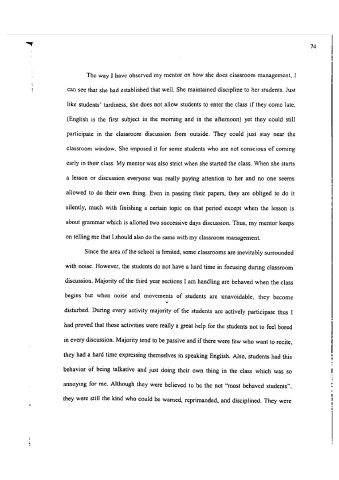 74
The way I have observed my mentor on how she does classroom management, I
can see that she had established that well. She maintained discipline to her students. Just
like students' tardiness, she does not allow students to enter the class if they come late.
(English is the first subject in the morning and in the afternoon) yet they could still
participate in the classroom discussion from outside. They could just stay near the
classroom window. She imposed it for some students who are not conscious of coming
early in their class. My mentor was also strict when she started the class. When she starts
a lesson or discussion everyone was really paying attention to her and no one seems
allowed to do their own thing. Even in passing their papers, they are obliged to do it
silently, much with finishing a certain topic on that period except when the lesson is
about grammar which is allotted two successive days discussion. Thus, my mentor keeps
on telling me that I should also do the same with my classroom management.
Since the area of the school is limited, some classrooms are inevitably surrounded
with noise. However, the students do not have a hard time in focusing during classroom
discussion. Majority of the third year sections I am handling are behaved when the class
begins but when noise and movements of students are unavoidable, they become
disturbed. During every activity majority of the students are actively participate thus I
had proved that those activities were really a great help for the students not to feel bored
in every discussion. Majority tend to be passive and if there were few who want to recite,
they had a hard time expressing themselves in speaking English. Also, students had this
behavior of being talkative and just doing their own thing in the class which was so
annoying for me. Although they were believed to be the not "most behaved students",
they were still the kind who could be warned, reprimanded, and disciplined. They were